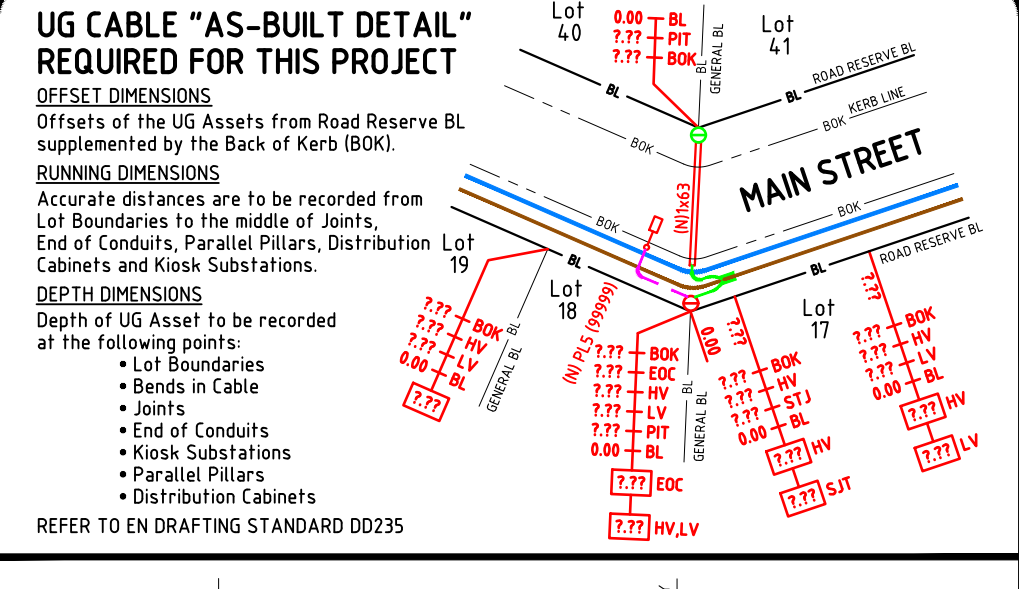 UG CABLE "AS-BUILT DETAIL"
REQUIRED FOR THIS PROJECT
OFFSET DIMENSIONS
Offsets of the UG Assets from Road Reserve BL
supplemented by the Back of Kerb (BOK).
RUNNING DIMENSIONS
Accurate distances are to be recorded from
Lot Boundaries to the middle of Joints,
End of Conduits, Parallel Pillars, Distribution
Cabinets and Kiosk Substations.
DEPTH DIMENSIONS
Depth of UG Asset to be recorded
at the following points:
• Lot Boundaries
• Bends in Cable
• Joints
• End of Conduits
• Kiosk Substations
• Parallel Pillars
• Distribution Cabinets
REFER TO EN DRAFTING STANDARD DD235
Lot
40
0.00 BL
?.?? PIT
?.?? BOK
BL
GENERAL BL
Lot
41
BL
BL
ROAD RESERVE BL
BOK
BOK
KERB LINE
MAIN STREET
(N)1x63
BOK
BOK
ROAD RESERVE BL
Lot
19
BL
BL
Lot
18
Lot
17
(N) PL5 (99999)
?.?? BOK
?.?? HV
?.?? LV
0.00 BL
?.??
BL
GENERAL BL
?.?? BOK
?.?? EOC
?.?? HV
?.?? LV
?.?? PIT
0.00 BL
?.?? EOC
?.?? HV,LV
BL
GENERAL BL
0.00
?.??
?.?? BOK
?.?? HV
?.?? STJ
0.00 BL
?.?? HV
?.?? SJT
?.??
?.?? BOK
?.?? HV
?.?? LV
0.00 BL
?.?? HV
?.?? LV